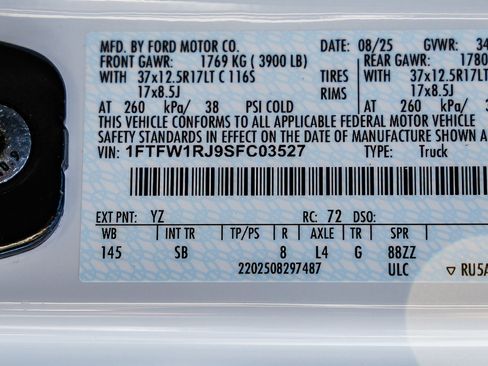 MFD. BY FORD MOTOR CO. DATE: 08/25 GVWR: 34
FRONT GAWR: 1769 KG ( 3900 LB) REAR GAWR: 1780
WITH 37x12.5R17LT C 116S TIRES WITH 37x12.5R17LT
17x8.5J RIMS 17x8.5J
AT 260 kPa/ 38 PSI COLD AT 260 kPa/ 3
THIS VEHICLE CONFORMS TO ALL APPLICABLE FEDERAL MOTOR VEHICLE
SAFETY STANDARDS IN EFFECT ON THE DATE OF MANUFACTURE SHOWN A
VIN: 1FTFW1RJ9SFC03527 TYPE: Truck
EXT PNT: YZ RC: 72 DSO:
WB INT TR TP/PS R AXLE TR SPR
145 SB 8 L4 G 88ZZ
2202508297487 ULC ▽ RU5A